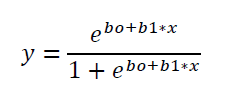 y = e^{bo+b1*x} / 1 + e^{bo+b1*x}